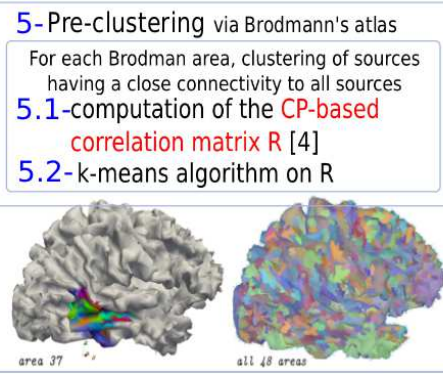 5-Pre-clustering via Brodmann's atlas
For each Brodman area, clustering of sources
having a close connectivity to all sources
5.1-computation of the CP-based
correlation matrix R [4]
5.2-k-means algorithm on R
area 37
all 48 areas